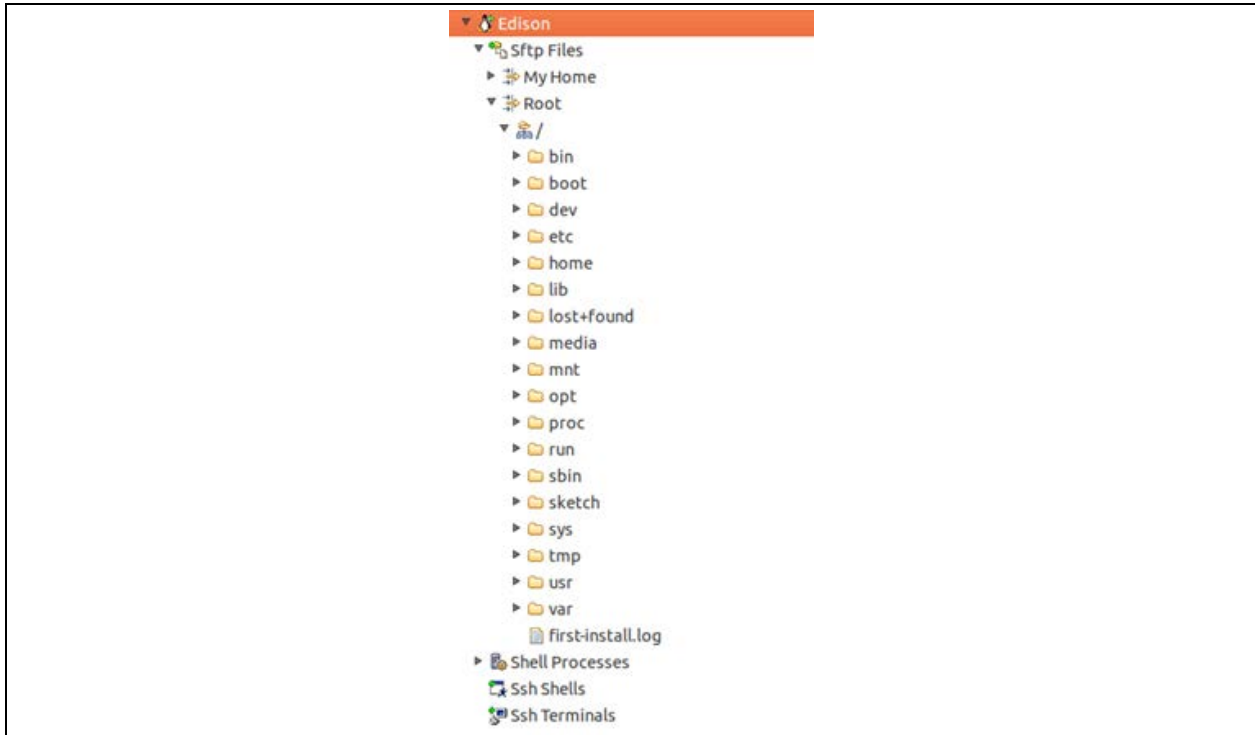 Edison
Sftp Files
My Home
Root
/
bin
boot
dev
etc
home
lib
lost+found
media
mnt
opt
proc
run
sbin
sketch
sys
tmp
usr
var
first-install.log
Shell Processes
Ssh Shells
Ssh Terminals